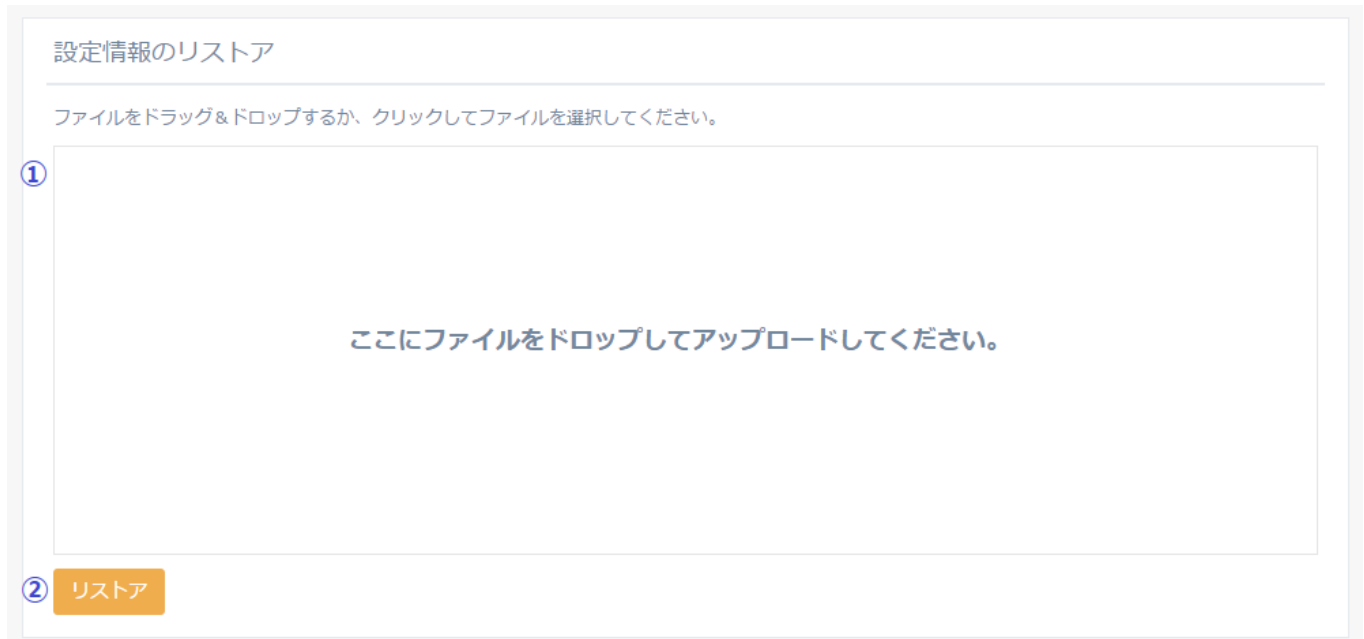 設定情報のリストア
ファイルをドラッグ&ドロップするか、クリックしてファイルを選択してください。
①
ここにファイルをドロップしてアップロードしてください。
② リストア